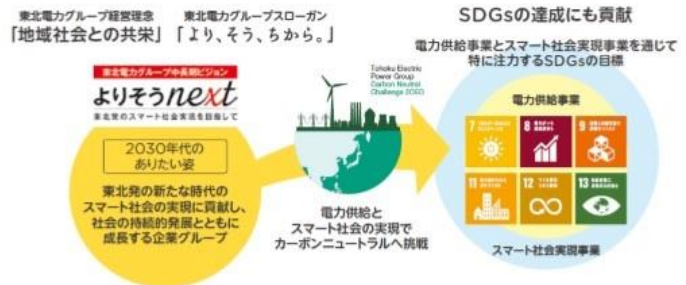 東北電力グループ経営理念
「地域社会との共栄」
東北電力グループスローガン
「より、そう、ちから。」
東北電力グループ中長期ビジョン
よりそうnext
東北発のスマート社会実現を目指して
2030年代の
ありたい姿
東北発の新たな時代の
スマート社会の実現に貢献し、
社会の持続的発展とともに
成長する企業グループ
Tohoku Electric
Power Group
Carbon Neutral
Challenge 2050
電力供給と
スマート社会の実現で
カーボンニュートラルへ挑戦
SDGsの達成にも貢献
電力供給事業とスマート社会実現事業を通じて
特に注力するSDGsの目標
電力供給事業
7
8
9
11
12
13
スマート社会実現事業